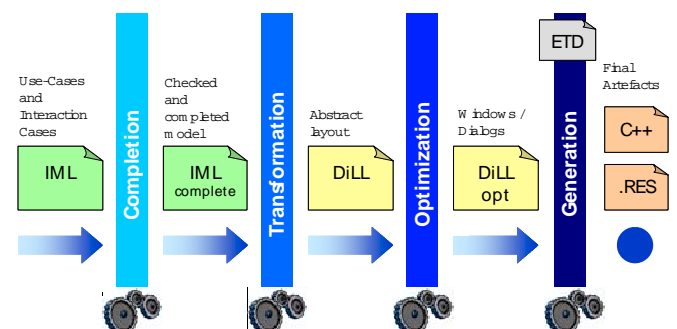 Use-Cases
and
Interaction
Cases
IML
Completion
Checked
and
completed
model
IML
complete
Transformation
Abstract
layout
DiLL
Optimization
Windows /
Dialogs
DiLL
opt
ETD
Generation
Final
Artefacts
C++
.RES